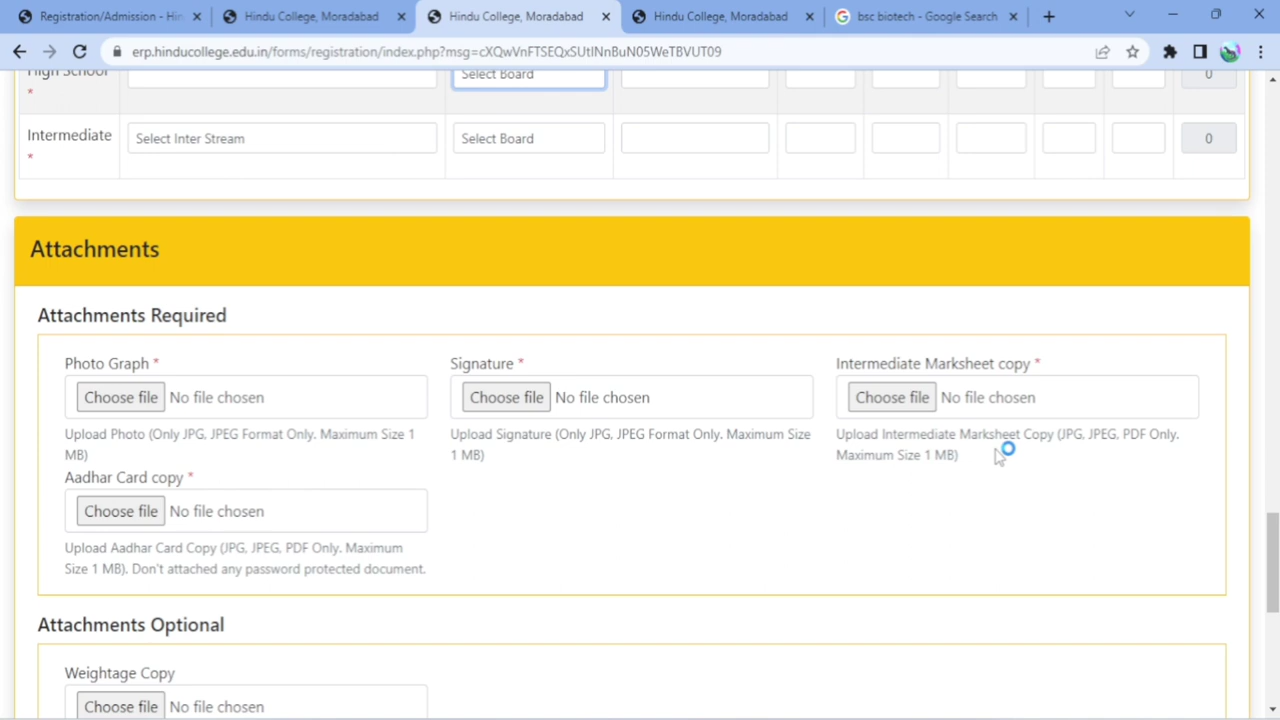 Registration/Admission - Hin
Hindu College, Moradabad
Hindu College, Moradabad
Hindu College, Moradabad
bsc biotech - Google Search
erp.hinducollege.edu.in/forms/registration/index.php?msg=cXQwVnFTSEQxSUtINnBuN05WeTBVUT09
High School
*
Select Board
0
Intermediate
*
Select Inter Stream
Select Board
0
Attachments
Attachments Required
Photo Graph *
Signature *
Intermediate Marksheet copy *
Choose file No file chosen
Choose file No file chosen
Choose file No file chosen
Upload Photo (Only JPG, JPEG Format Only. Maximum Size 1
MB)
Upload Signature (Only JPG, JPEG Format Only. Maximum Size
1 MB)
Upload Intermediate Marksheet Copy (JPG, JPEG, PDF Only.
Maximum Size 1 MB)
Aadhar Card copy *
Choose file No file chosen
Upload Aadhar Card Copy (JPG, JPEG, PDF Only. Maximum
Size 1 MB). Don't attached any password protected document.
Attachments Optional
Weightage Copy
Choose file No file chosen